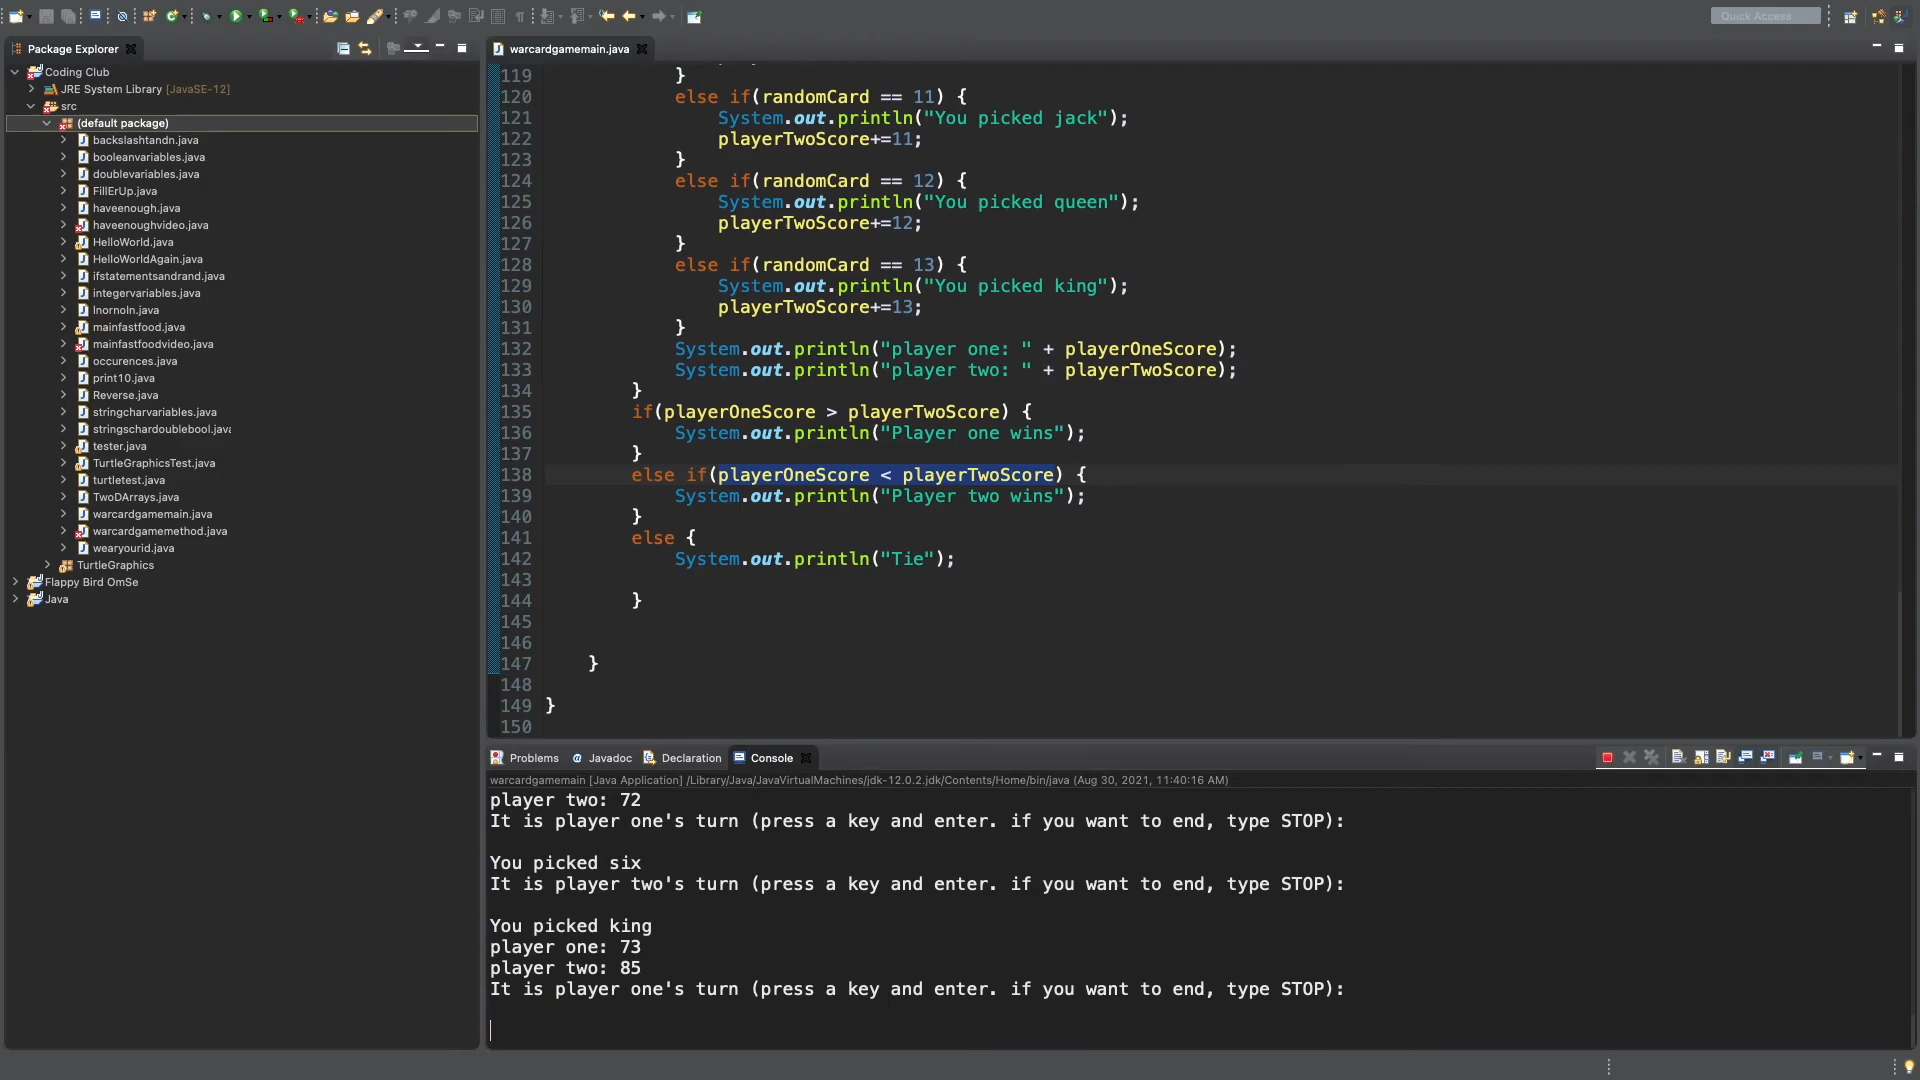 Quick Access
Package Explorer
Coding Club
JRE System Library [JavaSE-12]
src
(default package)
backslashtandn.java
booleanvariables.java
doublevariables.java
FillErUp.java
haveenough.java
haveenoughvideo.java
HelloWorld.java
HelloWorldAgain.java
ifstatementsandrand.java
integervariables.java
lnornoln.java
mainfastfood.java
mainfastfoodvideo.java
occurences.java
print10.java
Reverse.java
stringcharvariables.java
stringschardoublebool.java
tester.java
TurtleGraphicsTest.java
turtletest.java
TwoDArrays.java
warcardgamemain.java
warcardgamemethod.java
wearyourid.java
TurtleGraphics
Flappy Bird OmSe
Java
warcardgamemain.java
119 }
120 else if(randomCard == 11) {
121 System.out.println("You picked jack");
122 playerTwoScore+=11;
123 }
124 else if(randomCard == 12) {
125 System.out.println("You picked queen");
126 playerTwoScore+=12;
127 }
128 else if(randomCard == 13) {
129 System.out.println("You picked king");
130 playerTwoScore+=13;
131 }
132 System.out.println("player one: " + playerOneScore);
133 System.out.println("player two: " + playerTwoScore);
134 }
135 if(playerOneScore > playerTwoScore) {
136 System.out.println("Player one wins");
137 }
138 else if(playerOneScore < playerTwoScore) {
139 System.out.println("Player two wins");
140 }
141 else {
142 System.out.println("Tie");
143
144 }
145
146
147 }
148
149 }
150
Problems Javadoc Declaration Console
warcardgamemain [Java Application] /Library/Java/JavaVirtualMachines/jdk-12.0.2.jdk/Contents/Home/bin/java (Aug 30, 2021, 11:40:16 AM)
player two: 72
It is player one's turn (press a key and enter. if you want to end, type STOP):
You picked six
It is player two's turn (press a key and enter. if you want to end, type STOP):
You picked king
player one: 73
player two: 85
It is player one's turn (press a key and enter. if you want to end, type STOP):